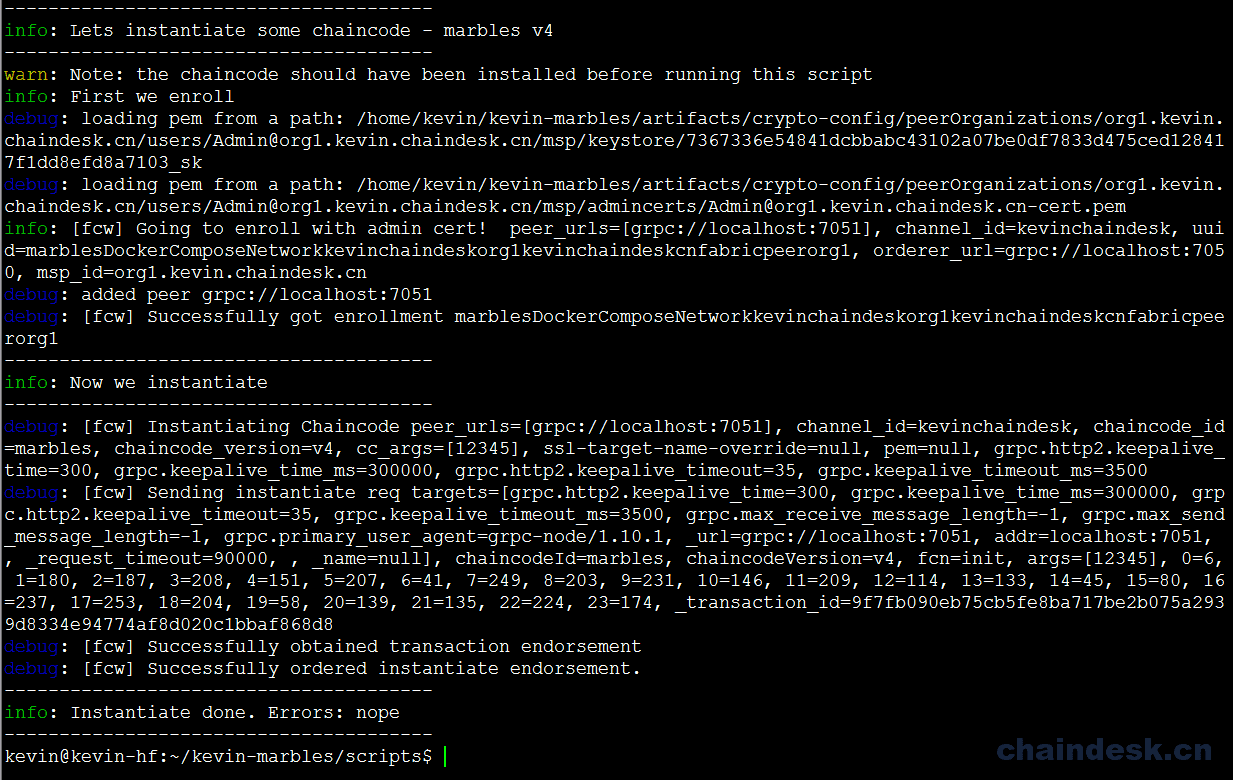 ---------------------------------------
info: Lets instantiate some chaincode - marbles v4
---------------------------------------
warn: Note: the chaincode should have been installed before running this script
info: First we enroll
debug: loading pem from a path: /home/kevin/kevin-marbles/artifacts/crypto-config/peerOrganizations/org1.kevin.
chaindesk.cn/users/Admin@org1.kevin.chaindesk.cn/msp/keystore/7367336e54841dcbbabc43102a07be0df7833d475ced12841
7f1dd8efd8a7103_sk
debug: loading pem from a path: /home/kevin/kevin-marbles/artifacts/crypto-config/peerOrganizations/org1.kevin.
chaindesk.cn/users/Admin@org1.kevin.chaindesk.cn/msp/admincerts/Admin@org1.kevin.chaindesk.cn-cert.pem
info: [fcw] Going to enroll with admin cert!  peer_urls=[grpc://localhost:7051], channel_id=kevinchaindesk, uui
d=marblesDockerComposeNetworkkevinchaindeskorg1kevinchaindeskcnfabricpeerorg1, orderer_url=grpc://localhost:705
0, msp_id=org1.kevin.chaindesk.cn
debug: added peer grpc://localhost:7051
debug: [fcw] Successfully got enrollment marblesDockerComposeNetworkkevinchaindeskorg1kevinchaindeskcnfabricpee
rorg1
---------------------------------------
info: Now we instantiate
---------------------------------------
debug: [fcw] Instantiating Chaincode peer_urls=[grpc://localhost:7051], channel_id=kevinchaindesk, chaincode_id
=marbles, chaincode_version=v4, cc_args=[12345], ssl-target-name-override=null, pem=null, grpc.http2.keepalive_
time=300, grpc.keepalive_time_ms=300000, grpc.http2.keepalive_timeout=35, grpc.keepalive_timeout_ms=3500
debug: [fcw] Sending instantiate req targets=[grpc.http2.keepalive_time=300, grpc.keepalive_time_ms=300000, grp
c.http2.keepalive_timeout=35, grpc.keepalive_timeout_ms=3500, grpc.max_receive_message_length=-1, grpc.max_send
_message_length=-1, grpc.primary_user_agent=grpc-node/1.10.1, _url=grpc://localhost:7051, addr=localhost:7051,
, _request_timeout=90000, , _name=null], chaincodeId=marbles, chaincodeVersion=v4, fcn=init, args=[12345], 0=6,
 1=180, 2=187, 3=208, 4=151, 5=207, 6=41, 7=249, 8=203, 9=231, 10=146, 11=209, 12=114, 13=133, 14=45, 15=80, 16
=237, 17=253, 18=204, 19=58, 20=139, 21=135, 22=224, 23=174, _transaction_id=9f7fb090eb75cb5fe8ba717be2b075a293
9d8334e94774af8d020c1bbaf868d8
debug: [fcw] Successfully obtained transaction endorsement
debug: [fcw] Successfully ordered instantiate endorsement.
---------------------------------------
info: Instantiate done. Errors: nope
---------------------------------------
kevin@kevin-hf:~/kevin-marbles/scripts$
chaindesk.cn